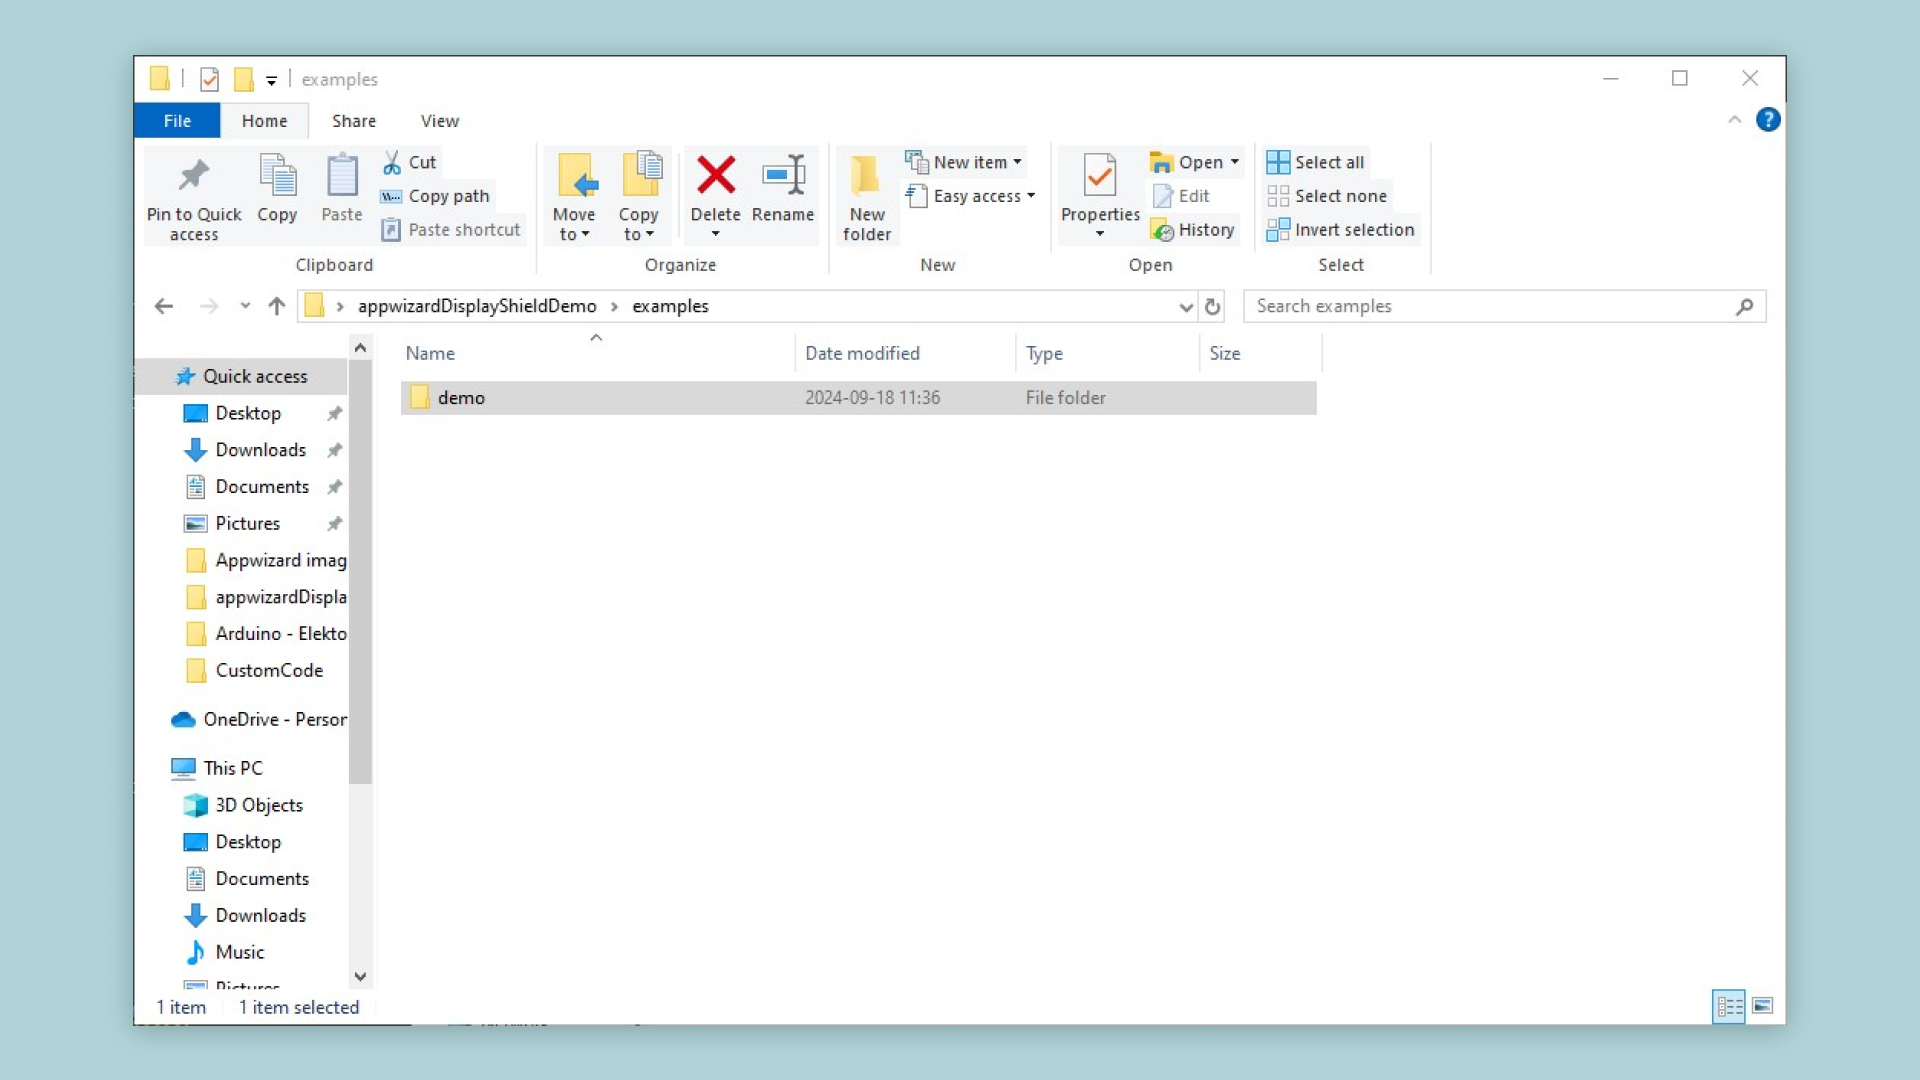 examples
File
Home
Share
View
Pin to Quick access
Copy
Paste
Cut
Copy path
Paste shortcut
Clipboard
Move to
Copy to
Delete
Rename
Organize
New folder
New item
Easy access
New
Properties
Open
Edit
History
Open
Select all
Select none
Invert selection
Select
appwizardDisplayShieldDemo
examples
Search examples
Name
Date modified
Type
Size
demo
2024-09-18 11:36
File folder
Quick access
Desktop
Downloads
Documents
Pictures
Appwizard imag
appwizardDispla
Arduino - Elekto
CustomCode
OneDrive - Person
This PC
3D Objects
Desktop
Documents
Downloads
Music
Pictures
1 item
1 item selected